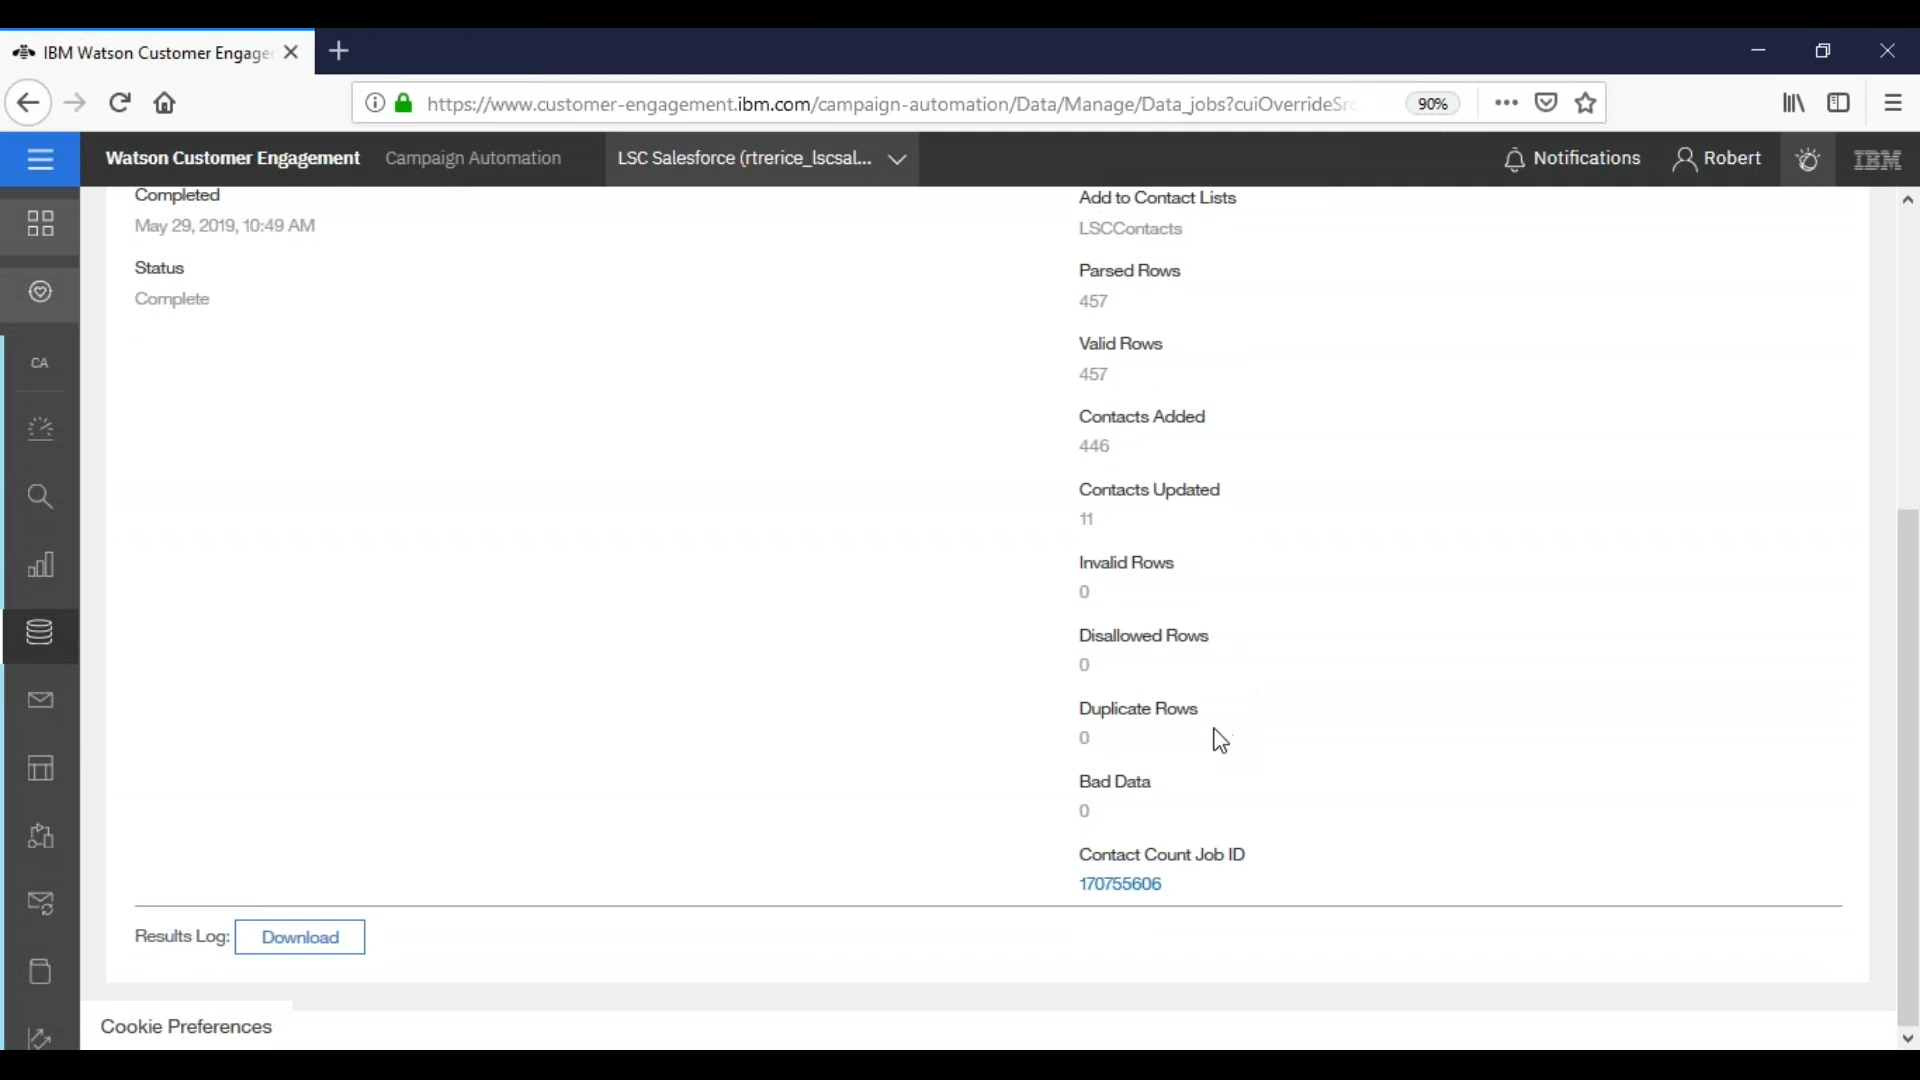 IBM Watson Customer Engage
https://www.customer-engagement.ibm.com/campaign-automation/Data/Manage/Data_jobs?cuiOverrideSrc
90%
Watson Customer Engagement Campaign Automation LSC Salesforce (rtrerice_lscsal... Notifications Robert IBM
CA
Completed
May 29, 2019, 10:49 AM
Status
Complete
Add to Contact Lists
LSCContacts
Parsed Rows
457
Valid Rows
457
Contacts Added
446
Contacts Updated
11
Invalid Rows
0
Disallowed Rows
0
Duplicate Rows
0
Bad Data
0
Contact Count Job ID
170755606
Results Log: Download
Cookie Preferences